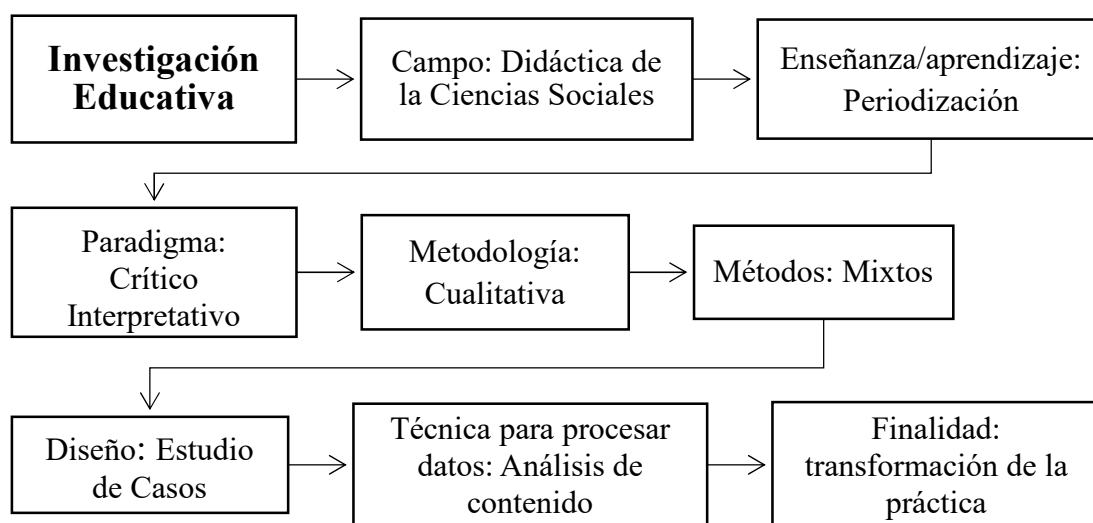 Investigación
Educativa
Campo: Didáctica de
la Ciencias Sociales
Enseñanza/aprendizaje:
Periodización
Paradigma:
Crítico
Interpretativo
Metodología:
Cualitativa
Métodos: Mixtos
Diseño: Estudio
de Casos
Técnica para procesar
datos: Análisis de
contenido
Finalidad:
transformación de la
práctica